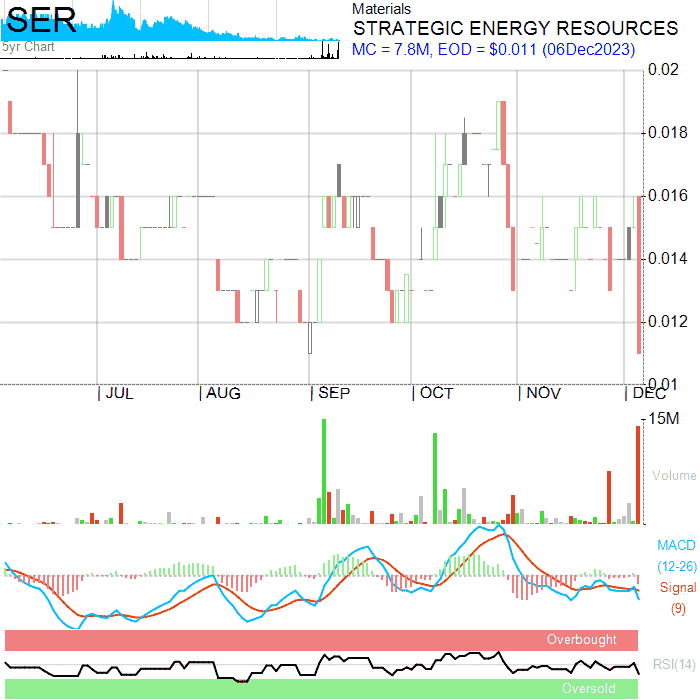 SER
5yr Chart
Materials
STRATEGIC ENERGY RESOURCES
MC = 7.8M, EOD = $0.011 (06Dec2023)
0.02
0.018
0.016
0.014
0.012
0.01
JUL AUG SEP OCT NOV DEC
15M
Volume
MACD
(12-26)
Signal
(9)
Overbought
RSI(14)
Oversold